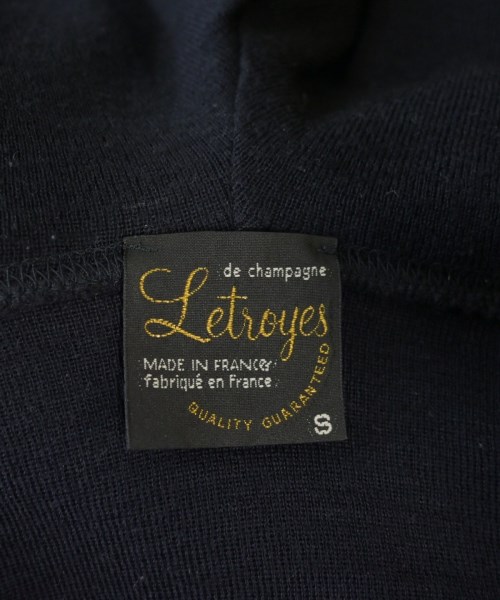 de champagne
Letroyes
MADE IN FRANCE
fabriqué en France
QUALITY GUARANTEED
S